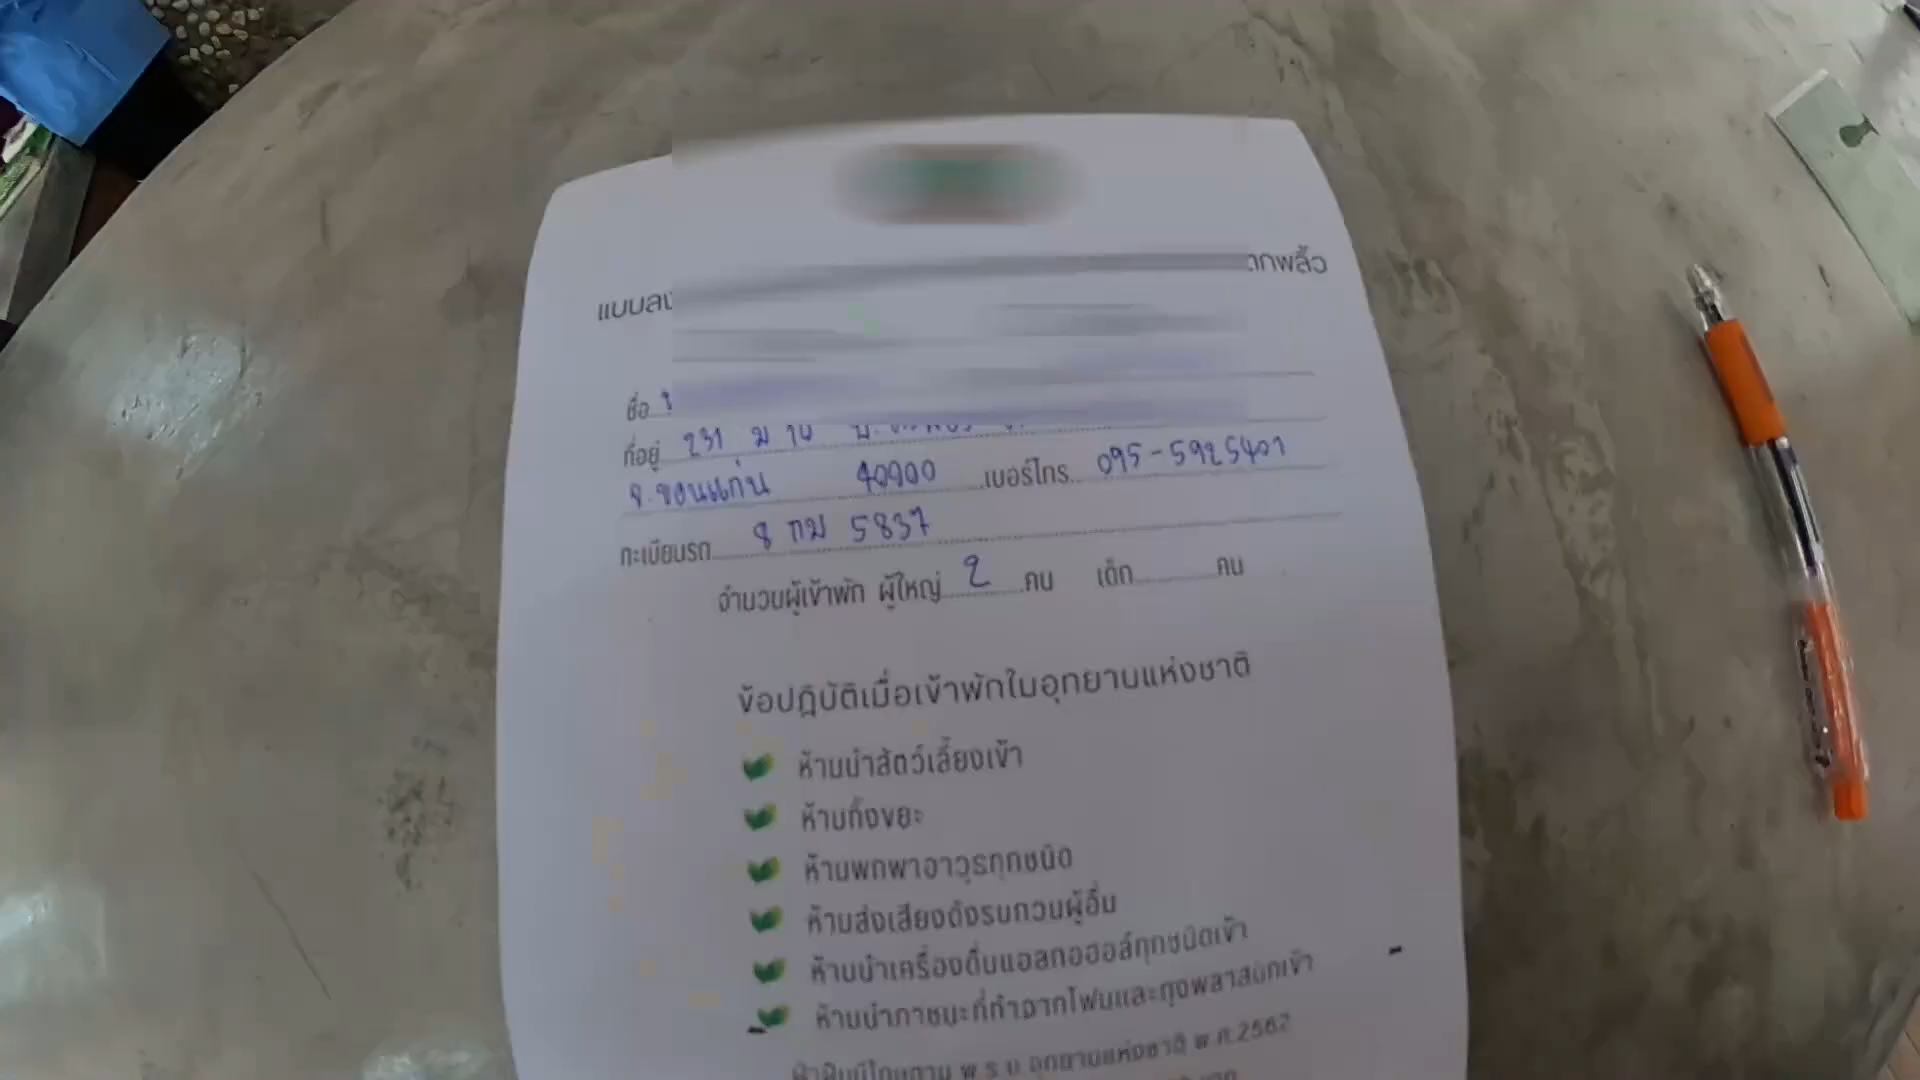 แบบลง ตกพลิ้ว
ชื่อ
ที่อยู่ 231 ม 10
จ.ขอนแก่น 40900 เบอร์โทร 095-5925401
ทะเบียนรถ 8 กม 5837
จำนวนผู้เข้าพัก ผู้ใหญ่ 2 คน เด็ก คน
ข้อปฏิบัติเมื่อเข้าพักในอุทยานแห่งชาติ
ห้ามนำสัตว์เลี้ยงเข้า
ห้ามทิ้งขยะ
ห้ามพกพาอาวุธทุกชนิด
ห้ามส่งเสียงดังรบกวนผู้อื่น
ห้ามนำเครื่องดื่มแอลกอฮอล์ทุกชนิดเข้า
ห้ามนำภาชนะที่ทำจากโฟมและถุงพลาสติกเข้า
ฝ่าฝืนมีโทษตาม พ.ร.บ อุทยานแห่งชาติ พ.ศ.2562